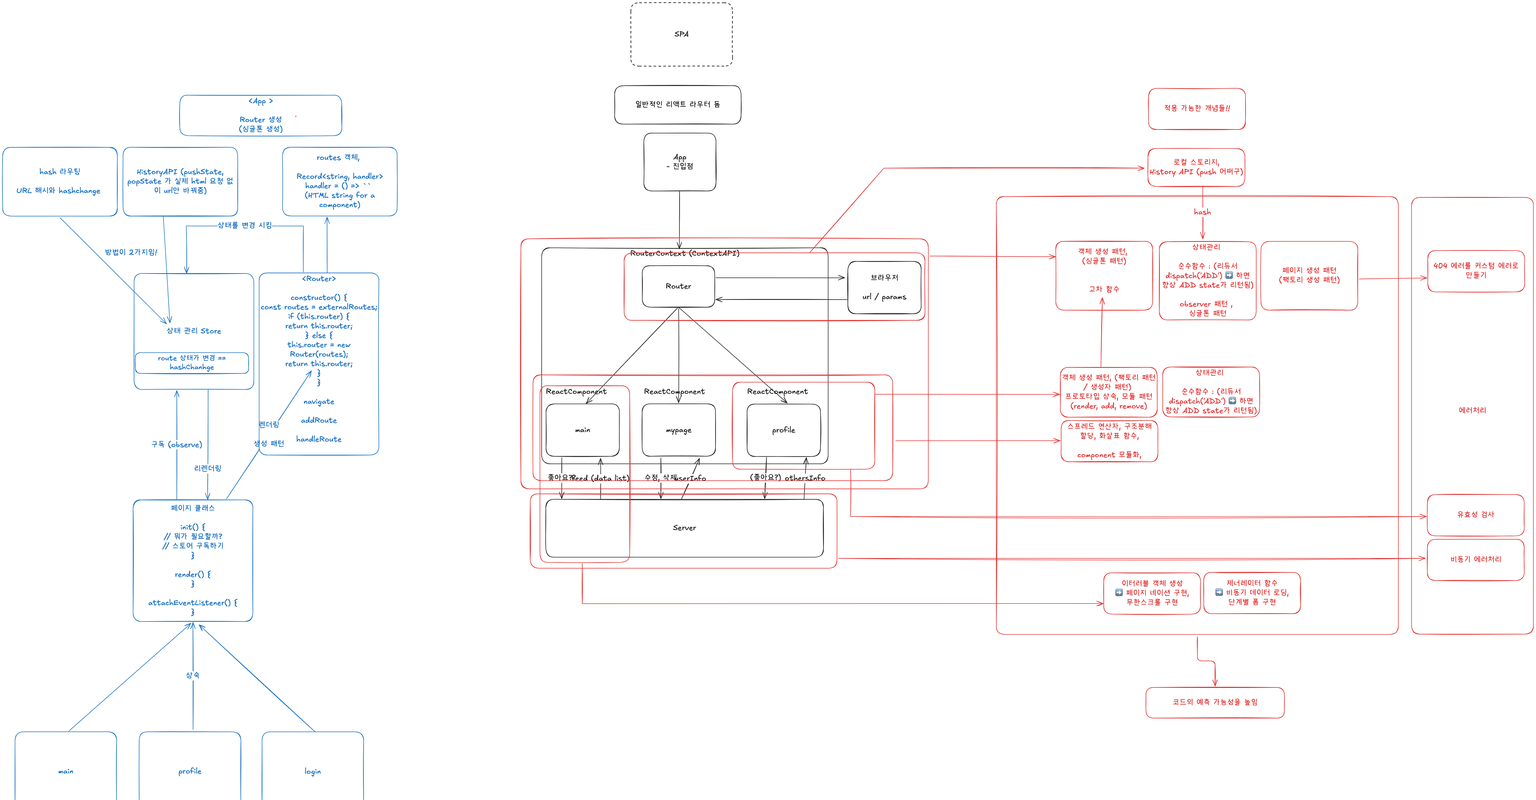 SPA
일반적인 리액트 라우터 돔
App
- 진입점
RouterContext (ContextAPI)
Router
브라우저
url / params
ReactComponent
ReactComponent
ReactComponent
main
mypage
profile
좋아요?
feed (data list)
수정, 삭제
userInfo
(좋아요?)
othersInfo
Server
<App >
Router 생성
(싱글톤 생성)
hash 라우팅
URL 해시와 hashchange
HistoryAPI (pushState,
popState 가 실제 html 요청 없
이 url만 바꿔줌)
routes 객체,
Record<string, handler>
handler = () => ``
(HTML string for a
component)
상태를 변경 시킴
방법이 2가지임!
상태 관리 Store
route 상태가 변경 ==
hashChanhge
<Router>
constructor() {
const routes = externalRoutes;
if (this.router) {
return this.router;
} else {
this.router = new
Router(routes);
return this.router;
}
}
navigate
addRoute
handleRoute
렌더링
생성 패턴
구독 (observe)
리렌더링
페이지 클래스
init() {
// 뭐가 필요할까?
// 스토어 구독하기
}
render() {
}
attachEventListener() {
}
상속
main
profile
login
적용 가능한 개념들!!
로컬 스토리지,
History API (push 어쩌구)
hash
객체 생성 패턴,
(싱글톤 패턴)
고차 함수
상태관리
순수함수 : (리듀서
dispatch('ADD') ➡️ 하면
항상 ADD state가 리턴됨)
observer 패턴 ,
싱글톤 패턴
페이지 생성 패턴
(팩토리 생성 패턴)
404 에러를 커스텀 에러로
만들기
객체 생성 패턴, (팩토리 패턴
/ 생성자 패턴)
프로토타입 상속, 모듈 패턴
(render, add, remove)
상태관리
순수함수 : (리듀서
dispatch('ADD') ➡️ 하면
항상 ADD state가 리턴됨)
스프레드 연산자, 구조분해
할당, 화살표 함수,
component 모듈화,
에러처리
유효성 검사
비동기 에러처리
이터러블 객체 생성
➡️ 페이지 네이션 구현,
무한스크롤 구현
제너레이터 함수
➡️ 비동기 데이터 로딩,
단계별 폼 구현
코드의 예측 가능성을 높임